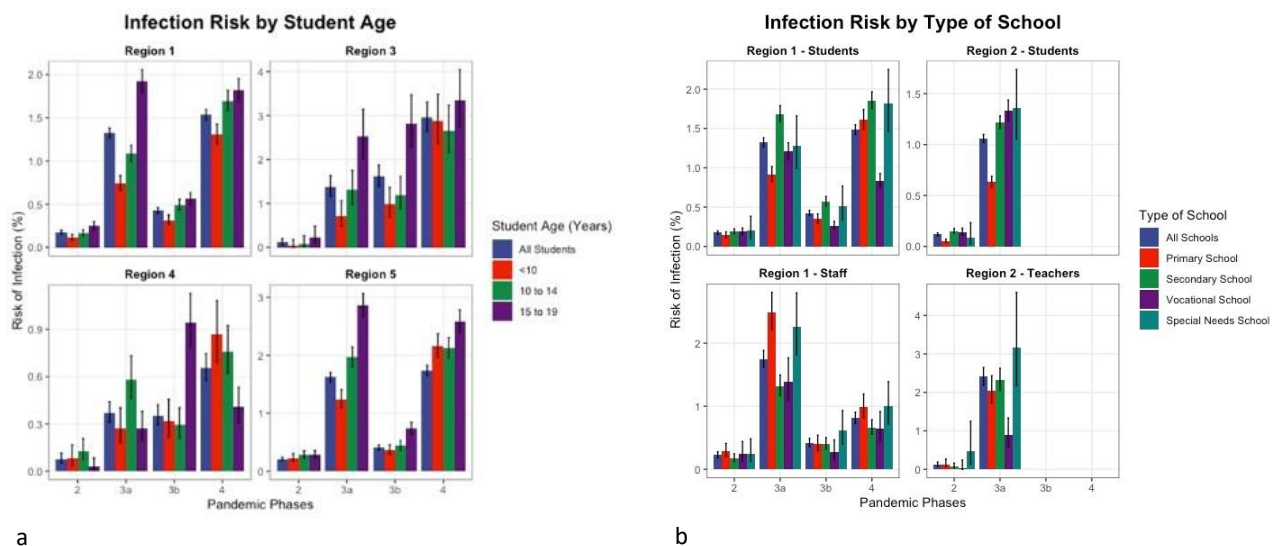 Infection Risk by Student Age
Region 1
Region 3
2.0
1.5
1.0
0.5
0.0
4
3
2
1
0
Region 4
Region 5
0.9
0.6
0.3
0.0
3
2
1
0
2
3a
3b
4
2
3a
3b
4
Risk of Infection (%)
Pandemic Phases
Student Age (Years)
All Students
<10
10 to 14
15 to 19
a
Infection Risk by Type of School
Region 1 - Students
Region 2 - Students
2.0
1.5
1.0
0.5
0.0
1.5
1.0
0.5
0.0
Region 1 - Staff
Region 2 - Teachers
2
1
0
4
3
2
1
0
2
3a
3b
4
2
3a
3b
4
Risk of Infection (%)
Pandemic Phases
Type of School
All Schools
Primary School
Secondary School
Vocational School
Special Needs School
b